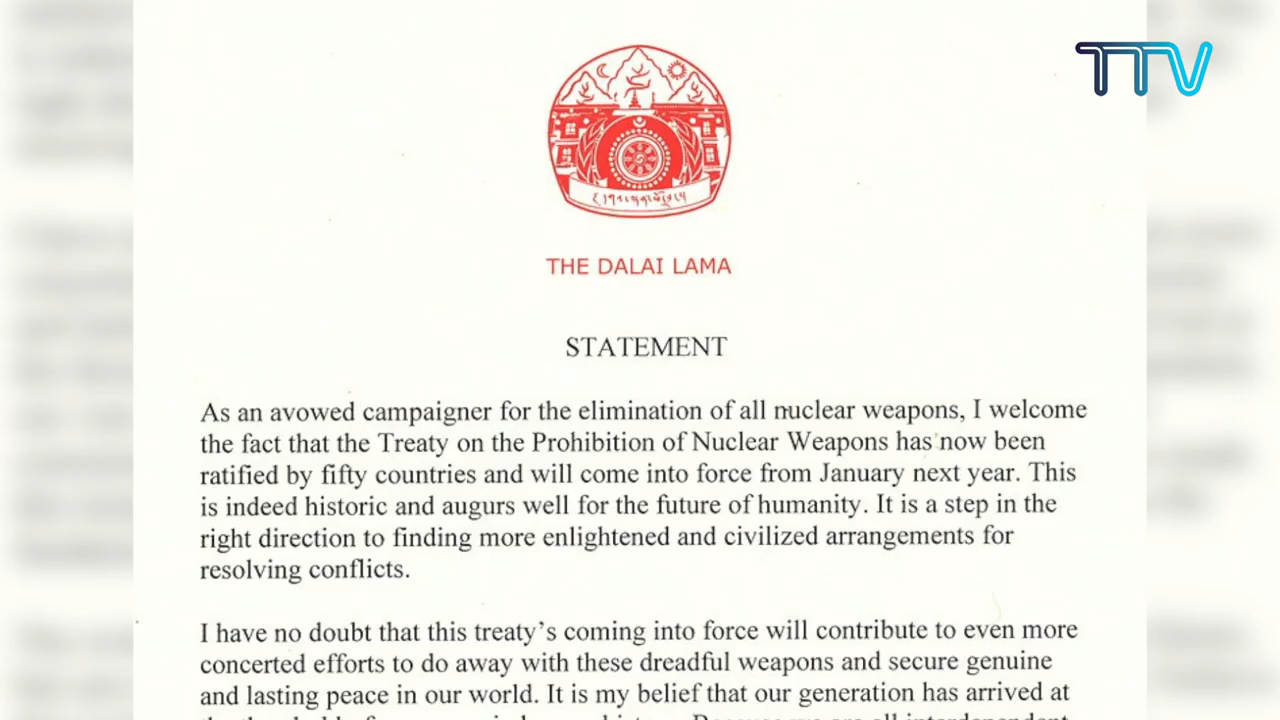 TTV
THE DALAI LAMA
STATEMENT
As an avowed campaigner for the elimination of all nuclear weapons, I welcome
the fact that the Treaty on the Prohibition of Nuclear Weapons has now been
ratified by fifty countries and will come into force from January next year. This
is indeed historic and augurs well for the future of humanity. It is a step in the
right direction to finding more enlightened and civilized arrangements for
resolving conflicts.
I have no doubt that this treaty’s coming into force will contribute to even more
concerted efforts to do away with these dreadful weapons and secure genuine
and lasting peace in our world. It is my belief that our generation has arrived at